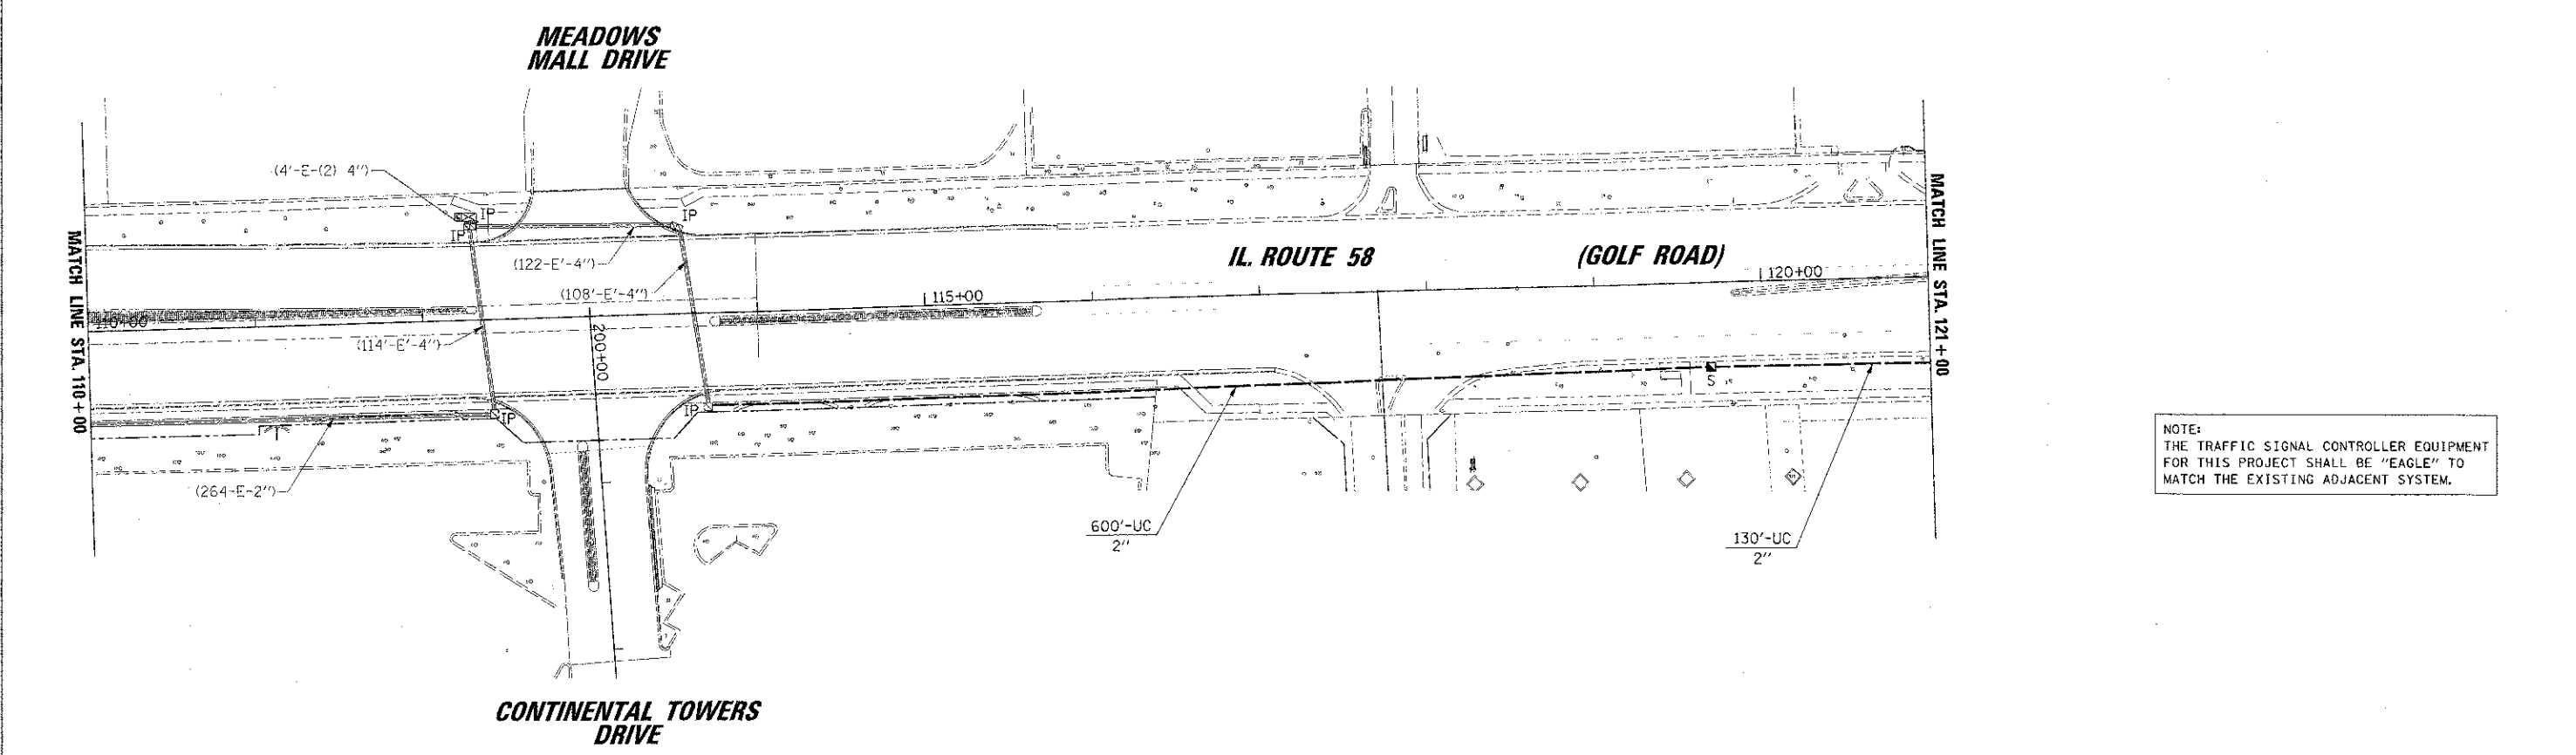 MEADOWS
MALL DRIVE
(4'-E-(2) 4")
IP
IP
IP
MATCH LINE STA. 110+00
(122-E'-4")
(108'-E'-4")
IL. ROUTE 58
(GOLF ROAD)
120+00
115+00
110+00
(114'-E'-4")
200+00
MATCH LINE STA. 121+00
S
IP
IP
(264-E-2")
600'-UC
2"
130'-UC
2"
NOTE:
THE TRAFFIC SIGNAL CONTROLLER EQUIPMENT
FOR THIS PROJECT SHALL BE "EAGLE" TO
MATCH THE EXISTING ADJACENT SYSTEM.
CONTINENTAL TOWERS
DRIVE